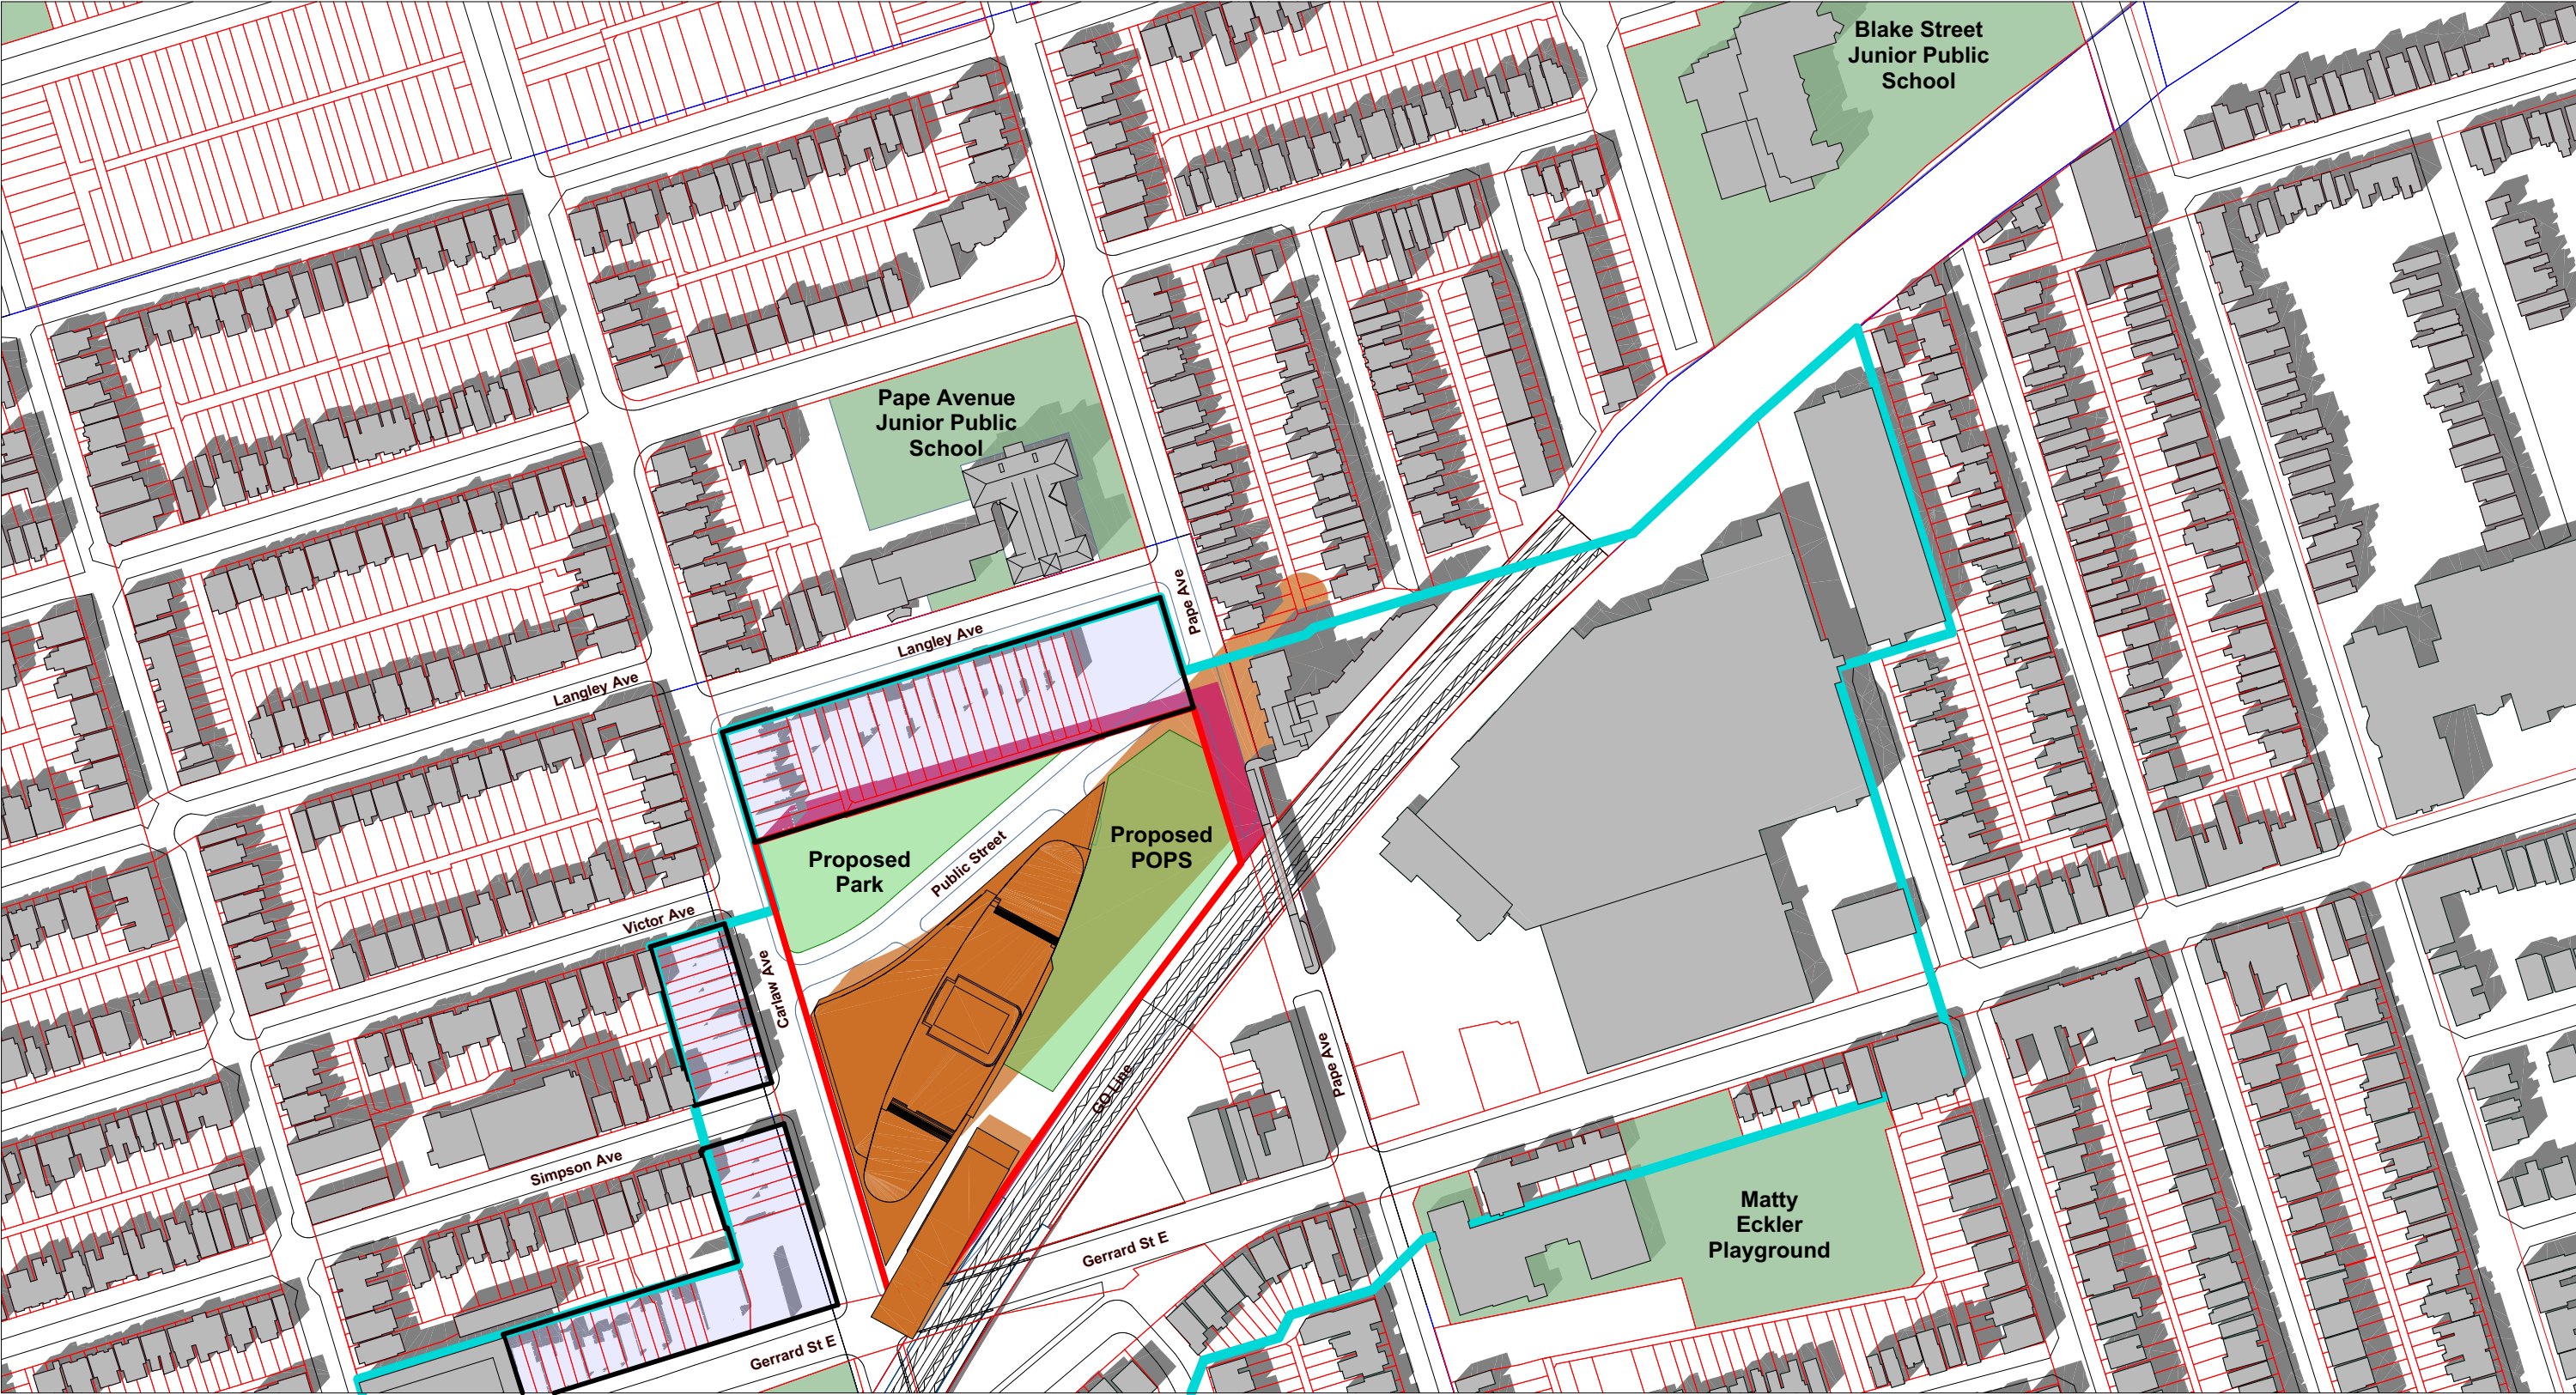 Blake Street
Junior Public
School
Pape Avenue
Junior Public
School
Pape Ave
Langley Ave
Langley Ave
Proposed
POPS
Proposed
Park
Public Street
Victor Ave
Carlaw Ave
GO Line
Pape Ave
Simpson Ave
Matty
Eckler
Playground
Gerrard St E
Gerrard St E